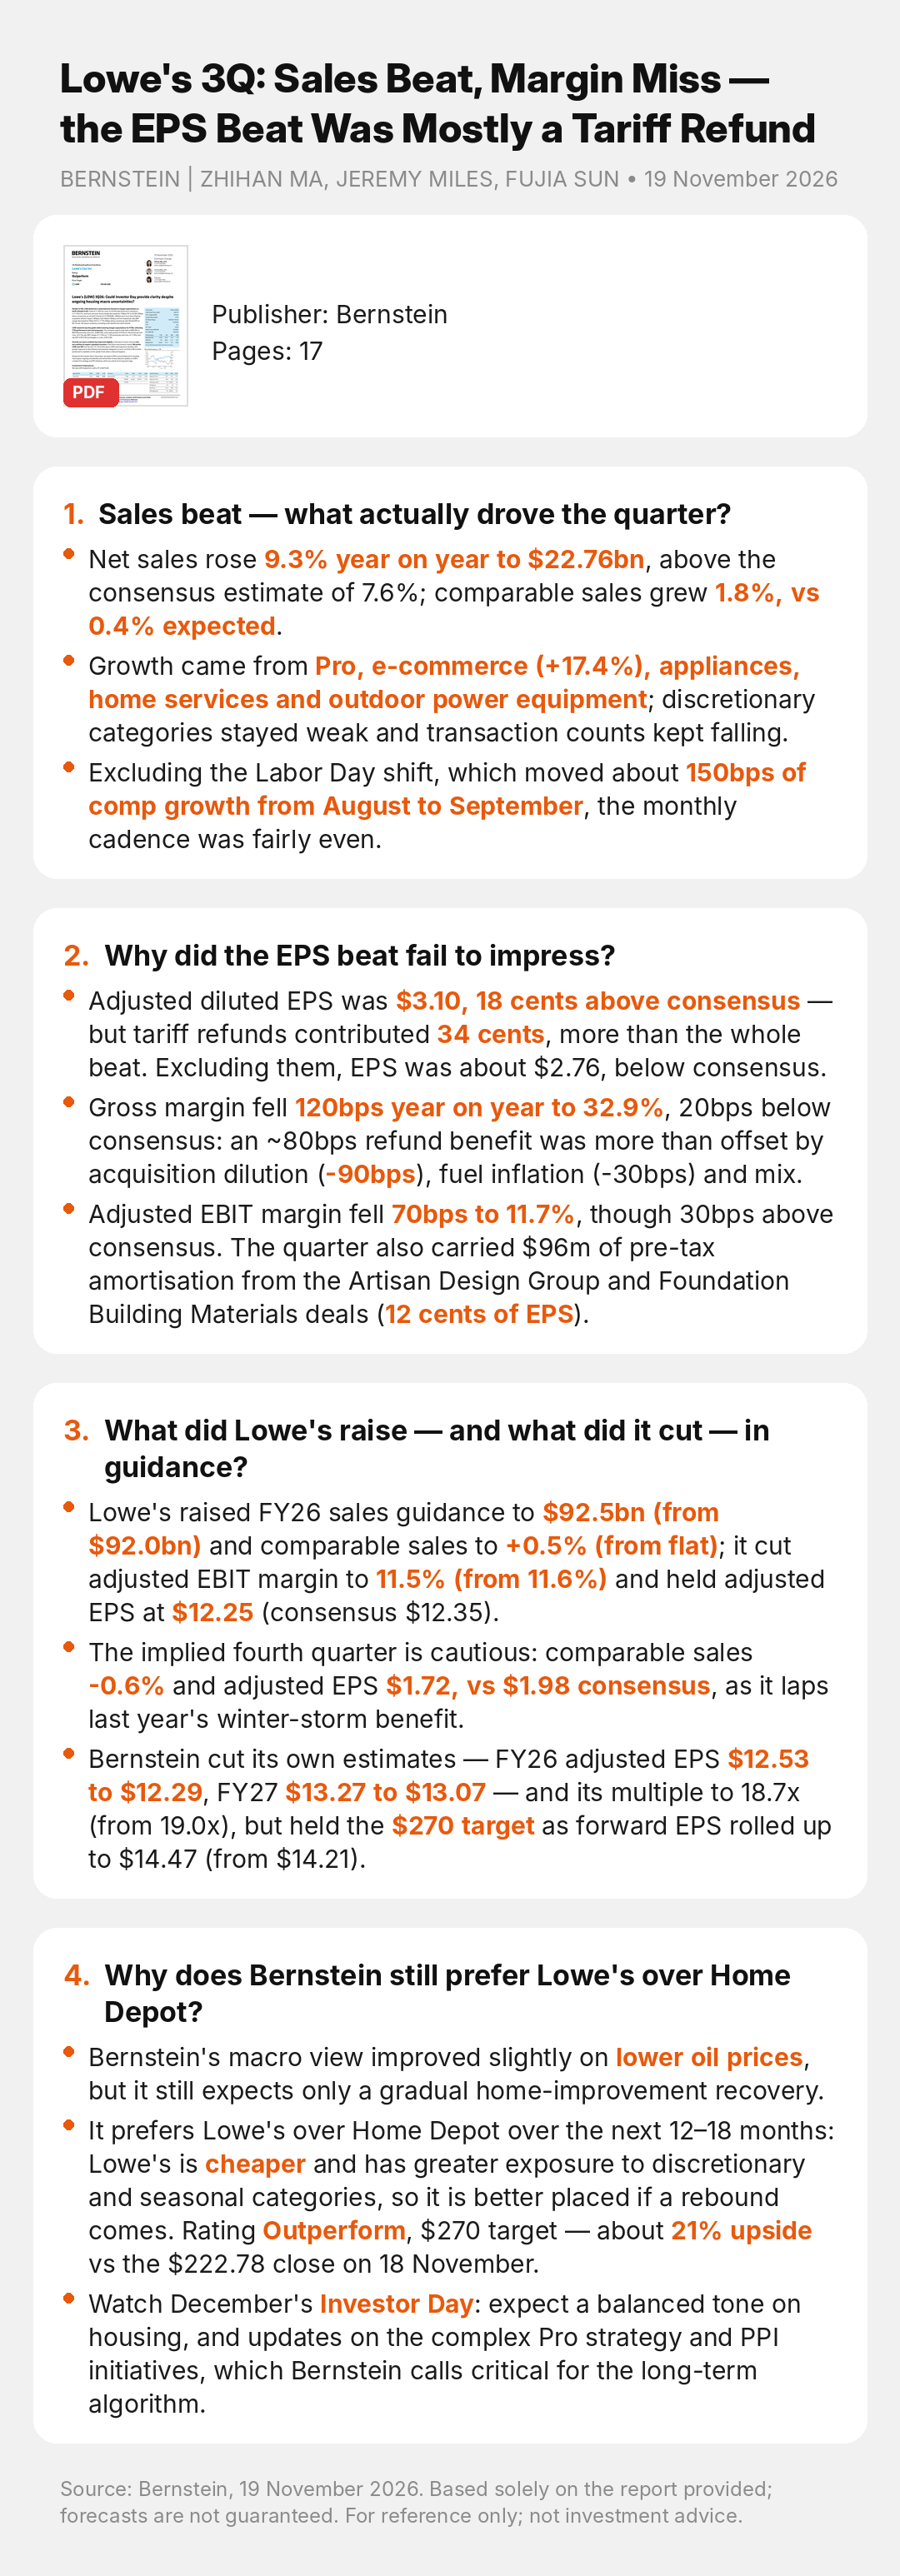 Lowe's 3Q: Sales Beat, Margin Miss —
the EPS Beat Was Mostly a Tariff Refund
BERNSTEIN | ZHIHAN MA, JEREMY MILES, FUJIA SUN • 19 November 2026
BERNSTEIN
Lowe's (LOW) 3Q26: Could Investor Day provide clarity despite
ongoing housing macro uncertainties?
PDF
Publisher: Bernstein
Pages: 17
1. Sales beat — what actually drove the quarter?
Net sales rose 9.3% year on year to $22.76bn, above the
consensus estimate of 7.6%; comparable sales grew 1.8%, vs
0.4% expected.
Growth came from Pro, e-commerce (+17.4%), appliances,
home services and outdoor power equipment; discretionary
categories stayed weak and transaction counts kept falling.
Excluding the Labor Day shift, which moved about 150bps of
comp growth from August to September, the monthly
cadence was fairly even.
2. Why did the EPS beat fail to impress?
Adjusted diluted EPS was $3.10, 18 cents above consensus —
but tariff refunds contributed 34 cents, more than the whole
beat. Excluding them, EPS was about $2.76, below consensus.
Gross margin fell 120bps year on year to 32.9%, 20bps below
consensus: an ~80bps refund benefit was more than offset by
acquisition dilution (-90bps), fuel inflation (-30bps) and mix.
Adjusted EBIT margin fell 70bps to 11.7%, though 30bps above
consensus. The quarter also carried $96m of pre-tax
amortisation from the Artisan Design Group and Foundation
Building Materials deals (12 cents of EPS).
3. What did Lowe's raise — and what did it cut — in
guidance?
Lowe's raised FY26 sales guidance to $92.5bn (from
$92.0bn) and comparable sales to +0.5% (from flat); it cut
adjusted EBIT margin to 11.5% (from 11.6%) and held adjusted
EPS at $12.25 (consensus $12.35).
The implied fourth quarter is cautious: comparable sales
-0.6% and adjusted EPS $1.72, vs $1.98 consensus, as it laps
last year's winter-storm benefit.
Bernstein cut its own estimates — FY26 adjusted EPS $12.53
to $12.29, FY27 $13.27 to $13.07 — and its multiple to 18.7x
(from 19.0x), but held the $270 target as forward EPS rolled up
to $14.47 (from $14.21).
4. Why does Bernstein still prefer Lowe's over Home
Depot?
Bernstein's macro view improved slightly on lower oil prices,
but it still expects only a gradual home-improvement recovery.
It prefers Lowe's over Home Depot over the next 12–18 months:
Lowe's is cheaper and has greater exposure to discretionary
and seasonal categories, so it is better placed if a rebound
comes. Rating Outperform, $270 target — about 21% upside
vs the $222.78 close on 18 November.
Watch December's Investor Day: expect a balanced tone on
housing, and updates on the complex Pro strategy and PPI
initiatives, which Bernstein calls critical for the long-term
algorithm.
Source: Bernstein, 19 November 2026. Based solely on the report provided;
forecasts are not guaranteed. For reference only; not investment advice.